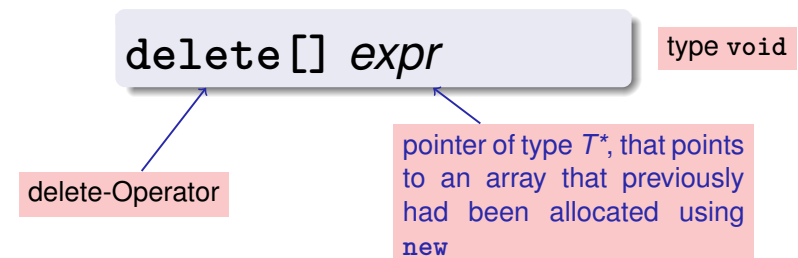 delete[] expr
type void
delete-Operator
pointer of type T*, that points
to an array that previously
had been allocated using
new